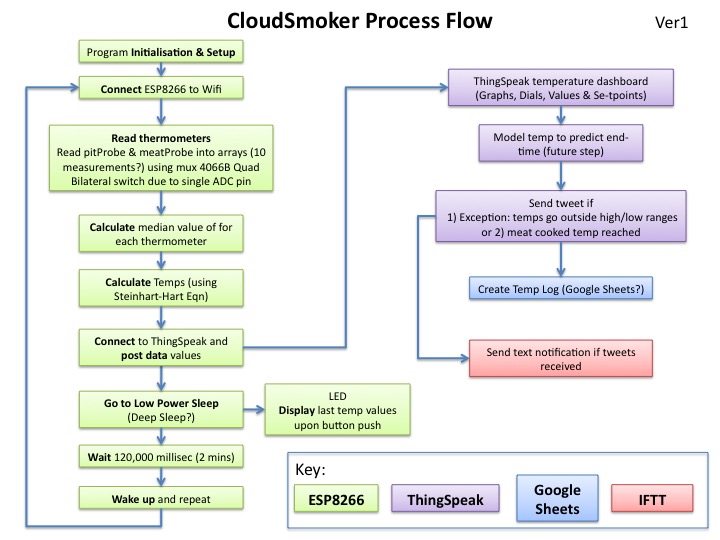 CloudSmoker Process Flow
Ver1
Program Initialisation & Setup
Connect ESP8266 to Wifi
Read thermometers
Read pitProbe & meatProbe into arrays (10
measurements?) using mux 4066B Quad
Bilateral switch due to single ADC pin
Calculate median value of for
each thermometer
Calculate Temps (using
Steinhart-Hart Eqn)
Connect to ThingSpeak and
post data values
Go to Low Power Sleep
(Deep Sleep?)
LED
Display last temp values
upon button push
Wait 120,000 millisec (2 mins)
Wake up and repeat
ThingSpeak temperature dashboard
(Graphs, Dials, Values & Se-tpoints)
Model temp to predict end-
time (future step)
Send tweet if
1) Exception: temps go outside high/low ranges
or 2) meat cooked temp reached
Create Temp Log (Google Sheets?)
Send text notification if tweets
received
Key:
ESP8266
ThingSpeak
Google
Sheets
IFTT